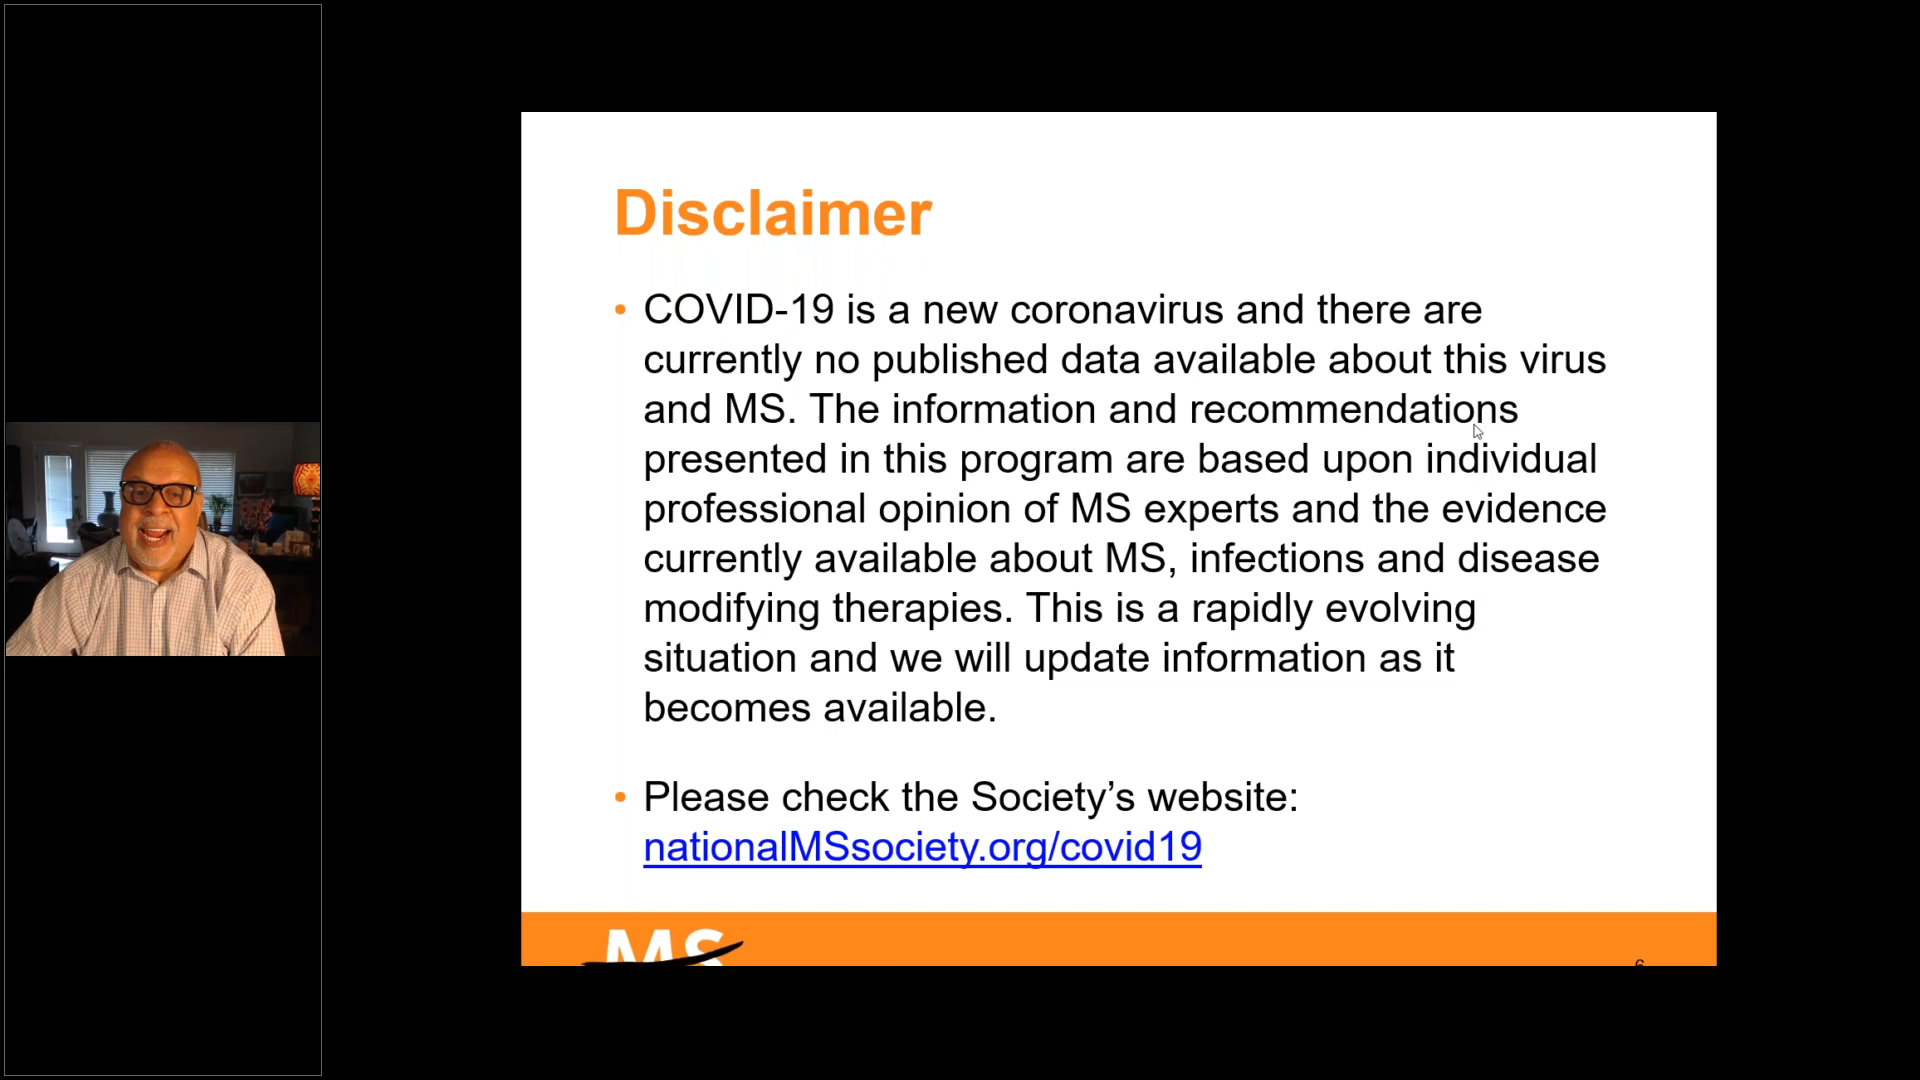 Disclaimer
• COVID-19 is a new coronavirus and there are
currently no published data available about this virus
and MS. The information and recommendations
presented in this program are based upon individual
professional opinion of MS experts and the evidence
currently available about MS, infections and disease
modifying therapies. This is a rapidly evolving
situation and we will update information as it
becomes available.
• Please check the Society’s website:
nationalMSsociety.org/covid19
MS
6